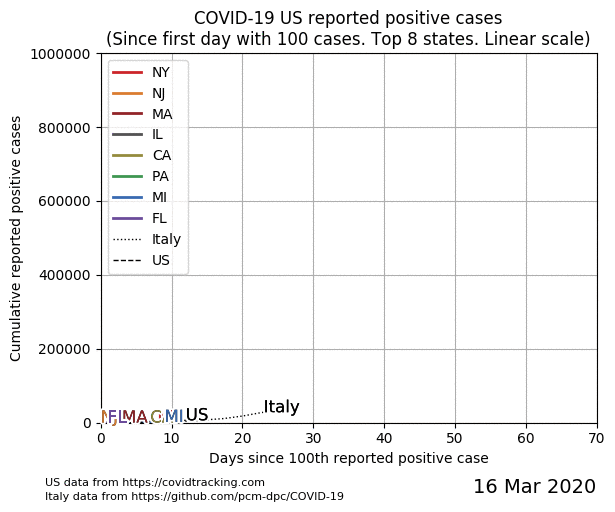 COVID-19 US reported positive cases
(Since first day with 100 cases. Top 8 states. Linear scale)
Cumulative reported positive cases
1000000
800000
600000
400000
200000
0
NY
NJ
MA
IL
CA
PA
MI
FL
Italy
US
FL MA MI US Italy
0 10 20 30 40 50 60 70
Days since 100th reported positive case
US data from https://covidtracking.com
Italy data from https://github.com/pcm-dpc/COVID-19
16 Mar 2020